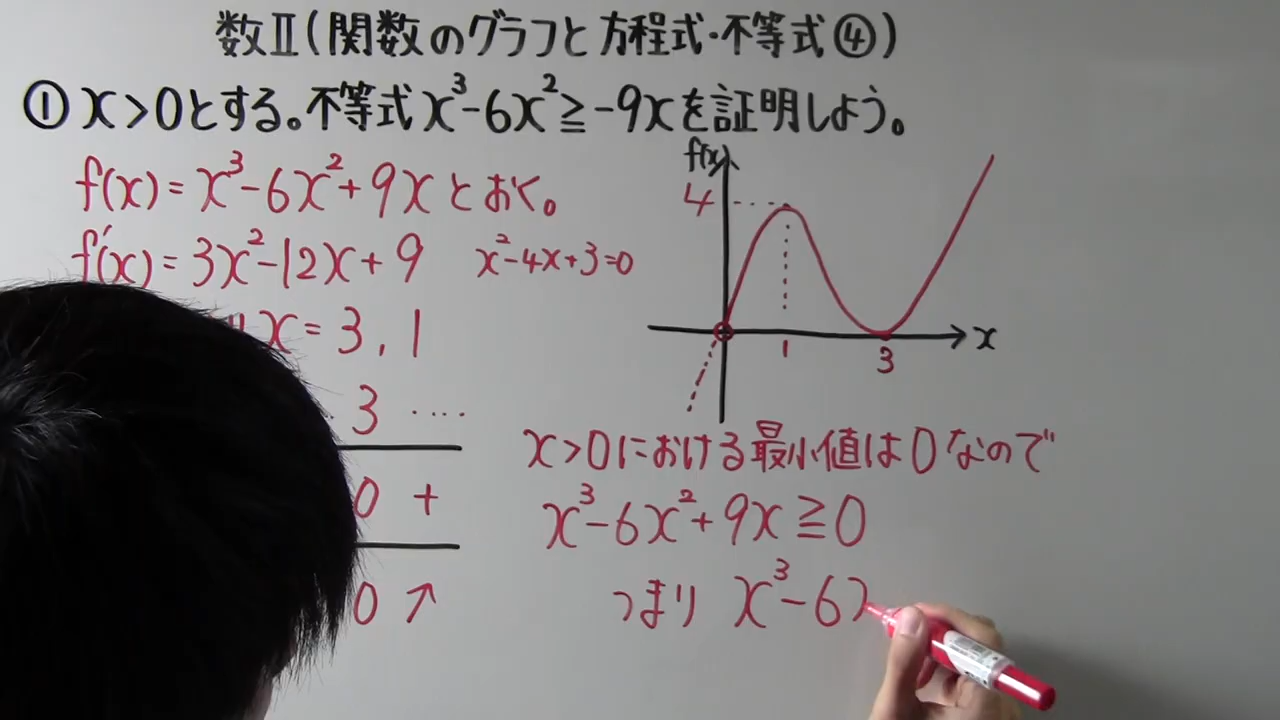 数Ⅱ(関数のグラフと方程式・不等式④)
① x>0とする。不等式x³-6x²≧-9xを証明しよう。
f(x)=x³-6x²+9xとおく。
f'(x)=3x²-12x+9 x²-4x+3=0
x=3,1
3 ‥‥
0 +
0 ↗
f(x)
4
1
3
x
x>0における最小値は0なので
x³-6x²+9x≧0
つまり x³-6x